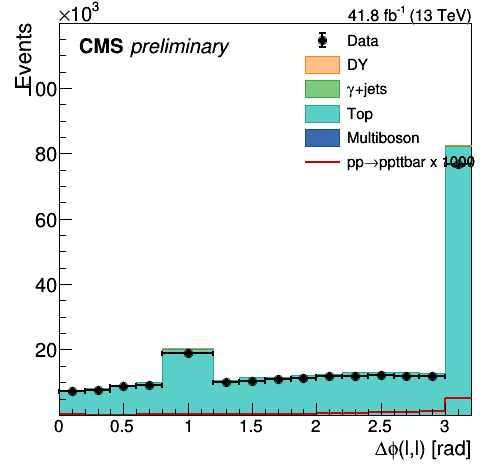 ×10³
41.8 fb⁻¹ (13 TeV)
Events
CMS preliminary
Data
DY
γ+jets
Top
Multiboson
pp→ppttbar x 1000
00
80
60
40
20
0 0.5 1 1.5 2 2.5 3
Δϕ(l,l) [rad]